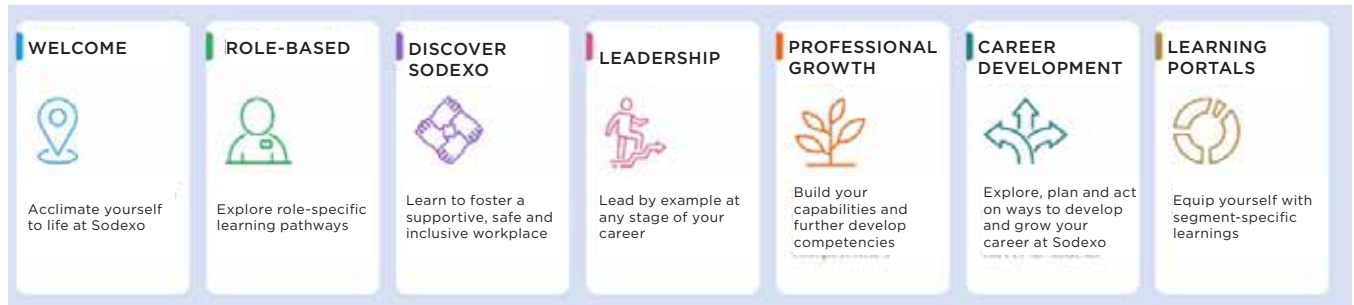 WELCOME
Acclimate yourself
to life at Sodexo
ROLE-BASED
Explore role-specific
learning pathways
DISCOVER
SODEXO
Learn to foster a
supportive, safe and
inclusive workplace
LEADERSHIP
Lead by example at
any stage of your
career
PROFESSIONAL
GROWTH
Build your
capabilities and
further develop
competencies
CAREER
DEVELOPMENT
Explore, plan and act
on ways to develop
and grow your
career at Sodexo
LEARNING
PORTALS
Equip yourself with
segment-specific
learnings